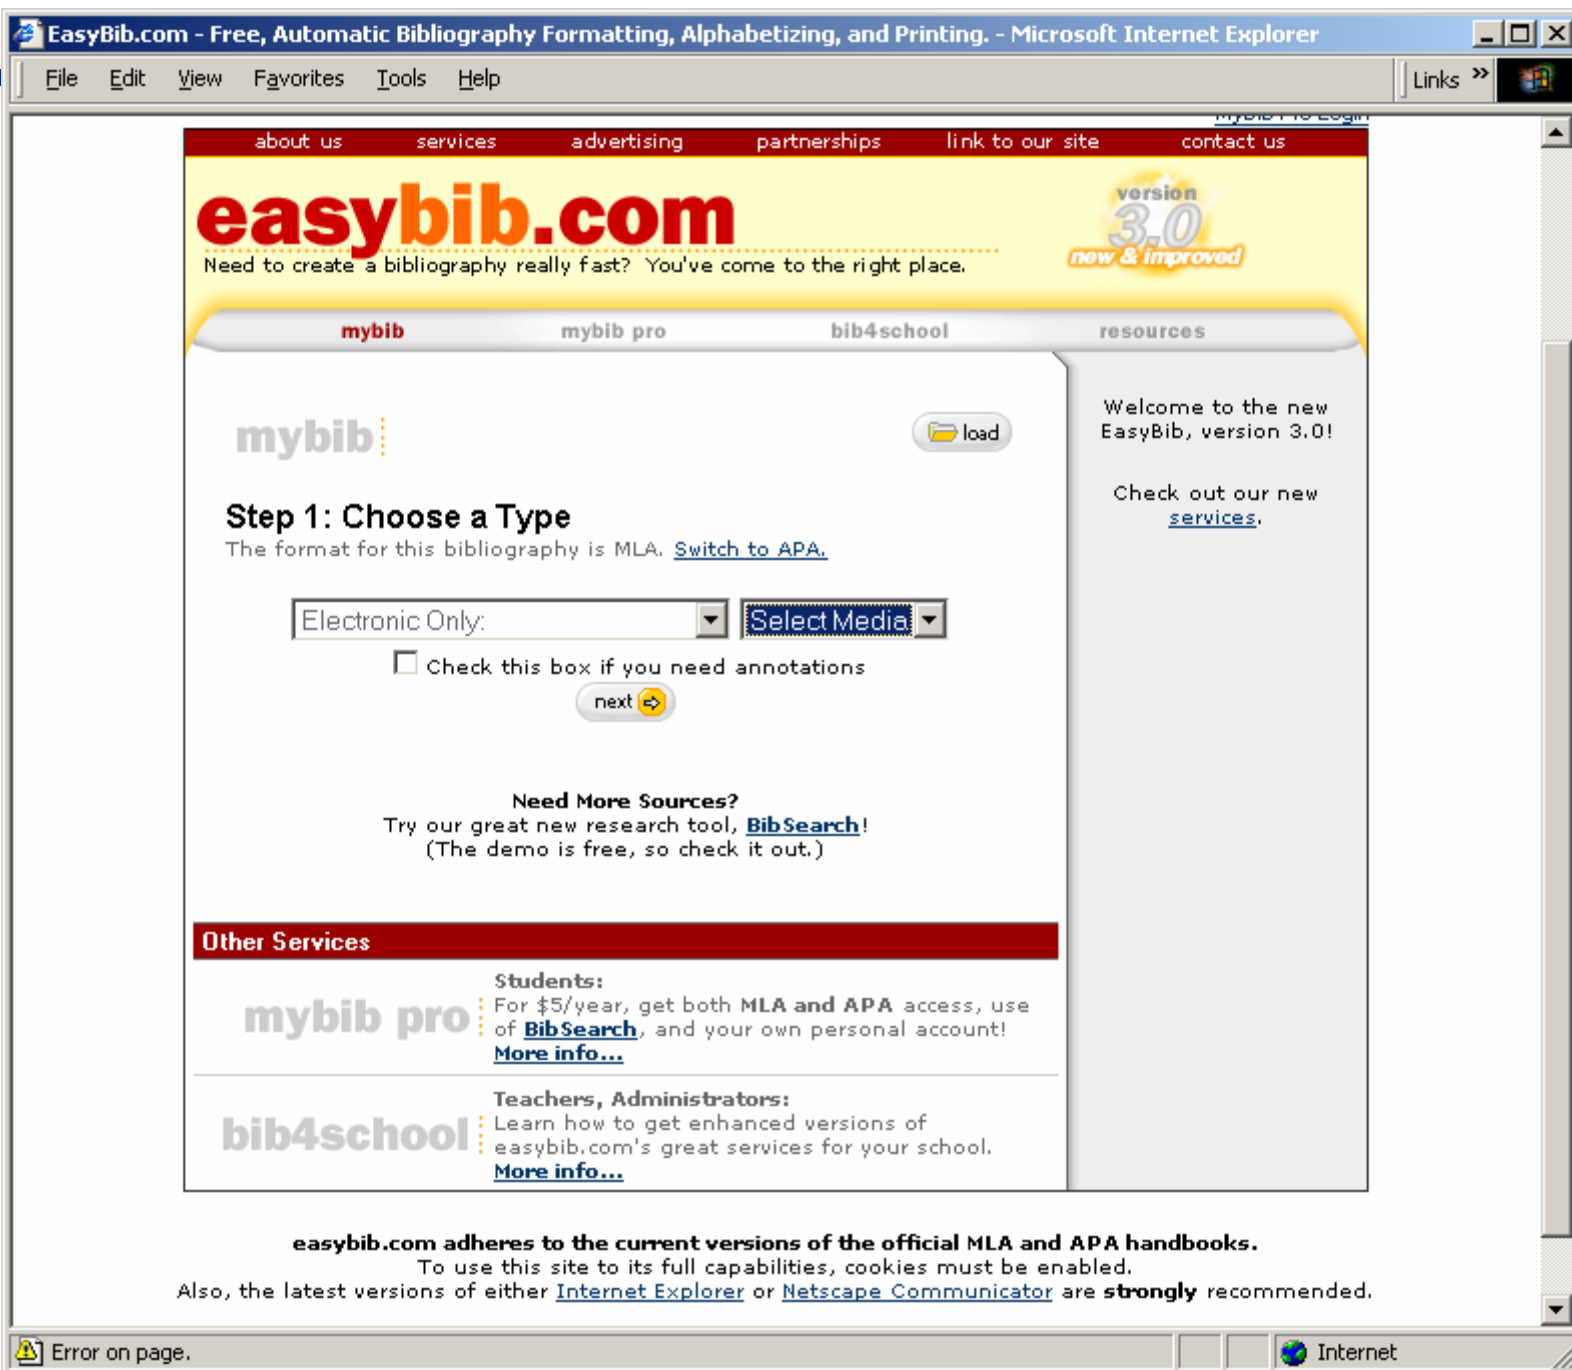 EasyBib.com - Free, Automatic Bibliography Formatting, Alphabetizing, and Printing. - Microsoft Internet Explorer
File Edit View Favorites Tools Help Links »
MyBib Pro Login
about us services advertising partnerships link to our site contact us
easybib.com
version
3.0
new & improved
Need to create a bibliography really fast? You've come to the right place.
mybib mybib pro bib4school resources
mybib
load
Welcome to the new
EasyBib, version 3.0!
Check out our new
services.
Step 1: Choose a Type
The format for this bibliography is MLA. Switch to APA.
Electronic Only: Select Media
Check this box if you need annotations
next
Need More Sources?
Try our great new research tool, BibSearch!
(The demo is free, so check it out.)
Other Services
mybib pro
Students:
For $5/year, get both MLA and APA access, use
of BibSearch, and your own personal account!
More info...
bib4school
Teachers, Administrators:
Learn how to get enhanced versions of
easybib.com's great services for your school.
More info...
easybib.com adheres to the current versions of the official MLA and APA handbooks.
To use this site to its full capabilities, cookies must be enabled.
Also, the latest versions of either Internet Explorer or Netscape Communicator are strongly recommended.
Error on page. Internet